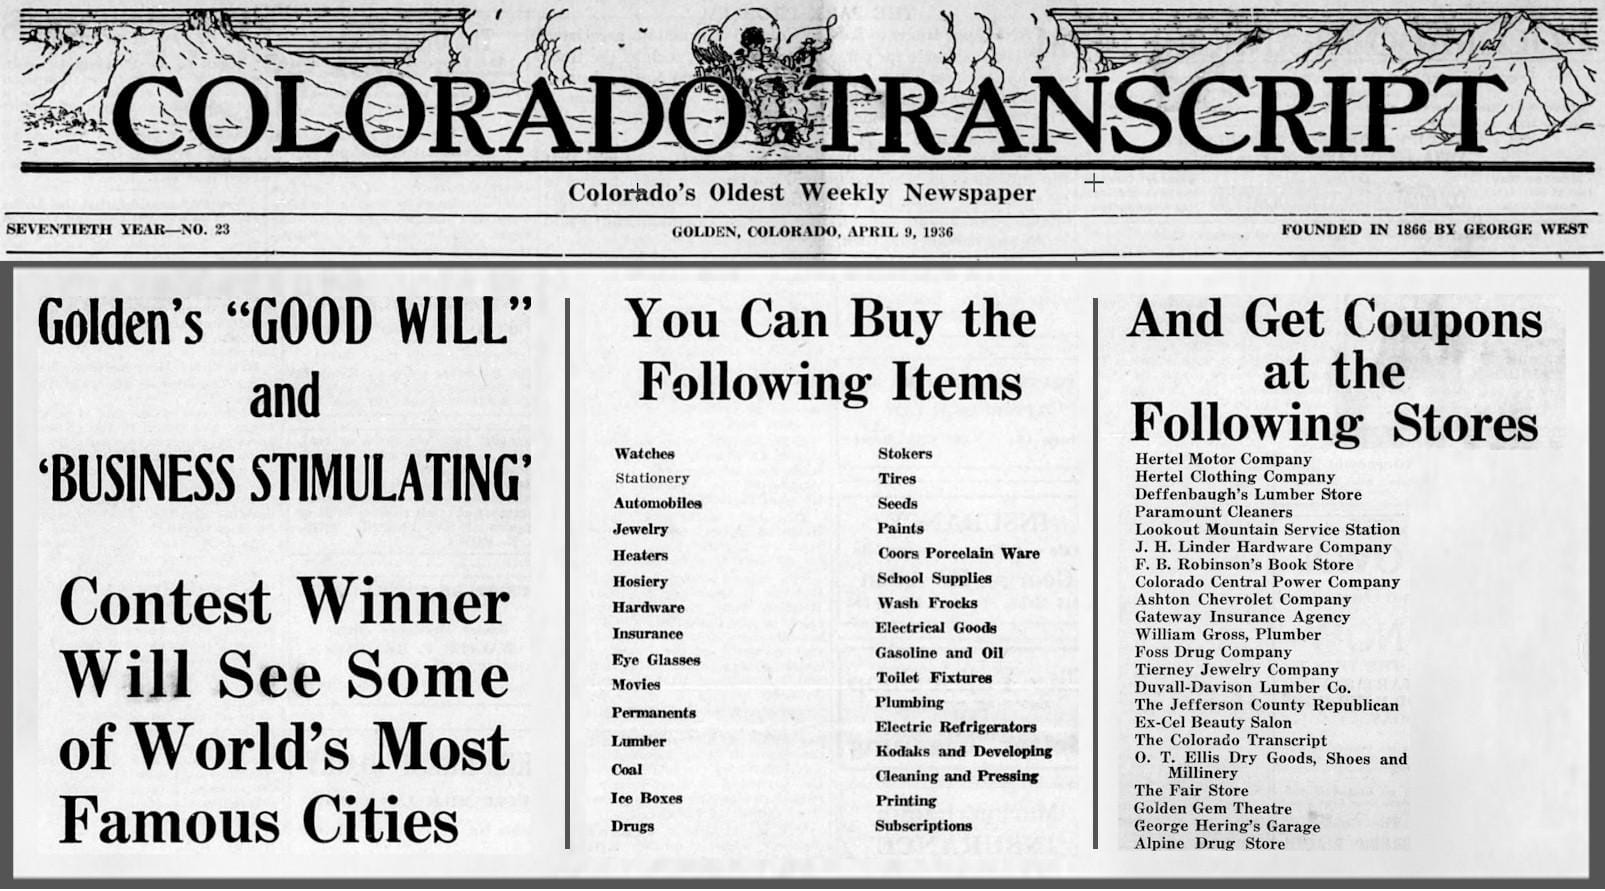 COLORADO TRANSCRIPT
Colorado's Oldest Weekly Newspaper
SEVENTIETH YEAR—NO. 23
GOLDEN, COLORADO, APRIL 9, 1936
FOUNDED IN 1866 BY GEORGE WEST
Golden's "GOOD WILL"
and
'BUSINESS STIMULATING'
Contest Winner
Will See Some
of World's Most
Famous Cities
You Can Buy the
Following Items
Watches
Stationery
Automobiles
Jewelry
Heaters
Hosiery
Hardware
Insurance
Eye Glasses
Movies
Permanents
Lumber
Coal
Ice Boxes
Drugs
Stokers
Tires
Seeds
Paints
Coors Porcelain Ware
School Supplies
Wash Frocks
Electrical Goods
Gasoline and Oil
Toilet Fixtures
Plumbing
Electric Refrigerators
Kodaks and Developing
Cleaning and Pressing
Printing
Subscriptions
And Get Coupons
at the
Following Stores
Hertel Motor Company
Hertel Clothing Company
Deffenbaugh's Lumber Store
Paramount Cleaners
Lookout Mountain Service Station
J. H. Linder Hardware Company
F. B. Robinson's Book Store
Colorado Central Power Company
Ashton Chevrolet Company
Gateway Insurance Agency
William Gross, Plumber
Foss Drug Company
Tierney Jewelry Company
Duvall-Davison Lumber Co.
The Jefferson County Republican
Ex-Cel Beauty Salon
The Colorado Transcript
O. T. Ellis Dry Goods, Shoes and
Millinery
The Fair Store
Golden Gem Theatre
George Hering's Garage
Alpine Drug Store